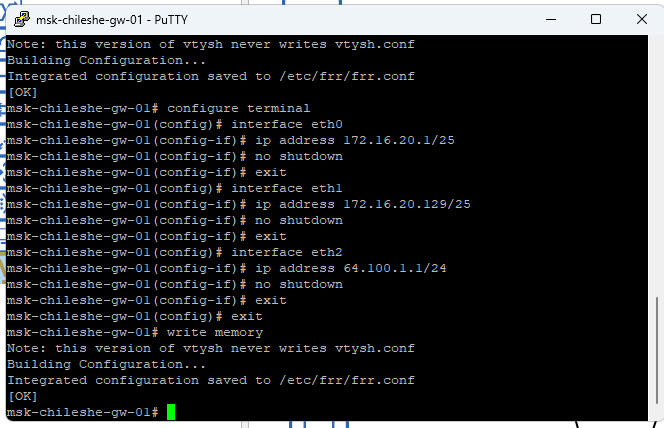 msk-chileshe-gw-01 - PuTTY
Note: this version of vtysh never writes vtysh.conf
Building Configuration...
Integrated configuration saved to /etc/frr/frr.conf
[OK]
msk-chileshe-gw-01# configure terminal
msk-chileshe-gw-01(config)# interface eth0
msk-chileshe-gw-01(config-if)# ip address 172.16.20.1/25
msk-chileshe-gw-01(config-if)# no shutdown
msk-chileshe-gw-01(config-if)# exit
msk-chileshe-gw-01(config)# interface eth1
msk-chileshe-gw-01(config-if)# ip address 172.16.20.129/25
msk-chileshe-gw-01(config-if)# no shutdown
msk-chileshe-gw-01(config-if)# exit
msk-chileshe-gw-01(config)# interface eth2
msk-chileshe-gw-01(config-if)# ip address 64.100.1.1/24
msk-chileshe-gw-01(config-if)# no shutdown
msk-chileshe-gw-01(config-if)# exit
msk-chileshe-gw-01(config)# exit
msk-chileshe-gw-01# write memory
Note: this version of vtysh never writes vtysh.conf
Building Configuration...
Integrated configuration saved to /etc/frr/frr.conf
[OK]
msk-chileshe-gw-01#